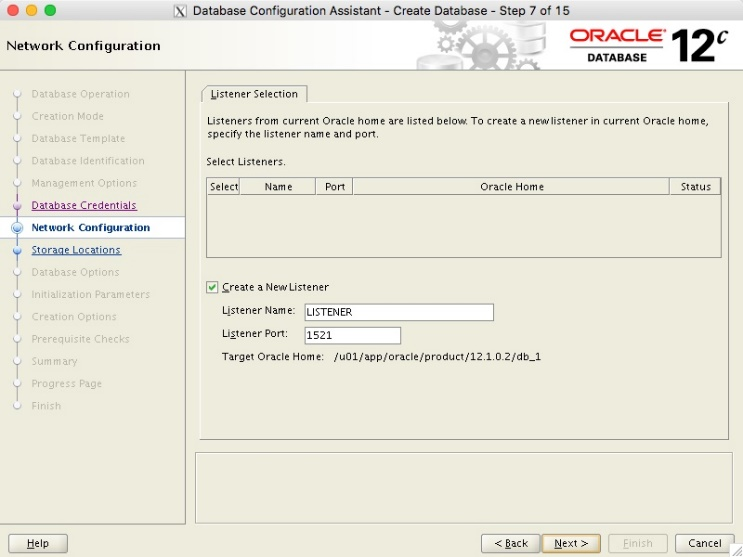 Database Configuration Assistant - Create Database - Step 7 of 15
Network Configuration
ORACLE
DATABASE
12c
Database Operation
Creation Mode
Database Template
Database Identification
Management Options
Database Credentials
Network Configuration
Storage Locations
Database Options
Initialization Parameters
Creation Options
Prerequisite Checks
Summary
Progress Page
Finish
Listener Selection
Listeners from current Oracle home are listed below. To create a new listener in current Oracle home,
specify the listener name and port.
Select Listeners.
Select Name Port Oracle Home Status
Create a New Listener
Listener Name: LISTENER
Listener Port: 1521
Target Oracle Home: /u01/app/oracle/product/12.1.0.2/db_1
Help
< Back Next > Finish Cancel